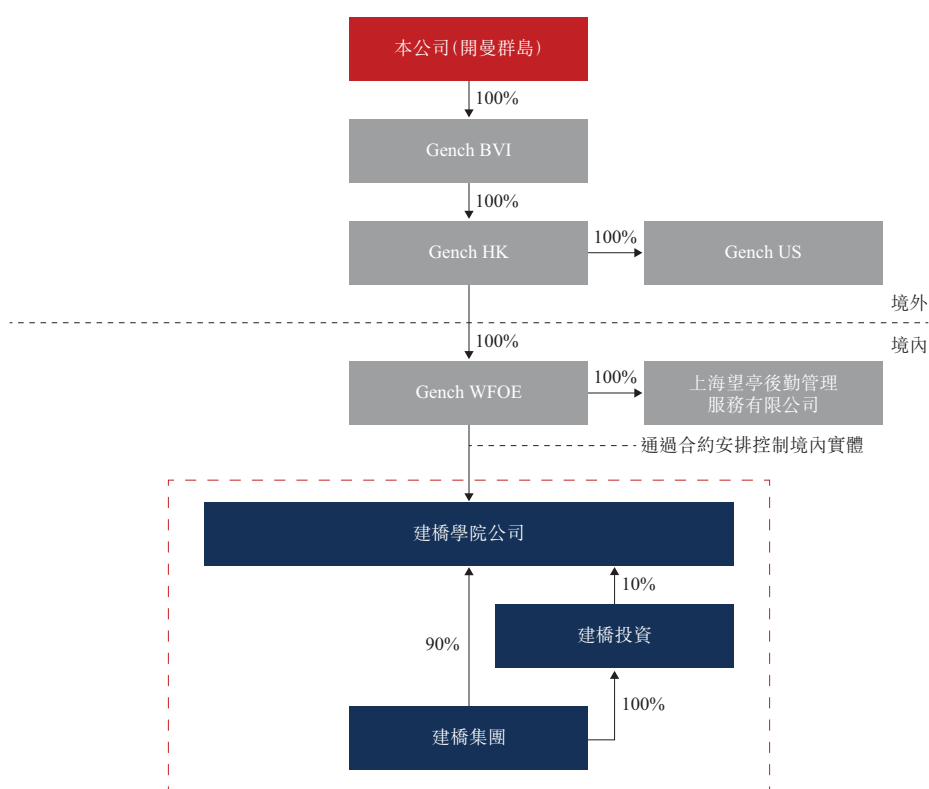 本公司(開曼群島)
100%
Gench BVI
100%
Gench HK
100%
Gench US
境外
境內
100%
Gench WFOE
100%
上海望亭後勤管理
服務有限公司
通過合約安排控制境內實體
建橋學院公司
10%
建橋投資
90%
100%
建橋集團